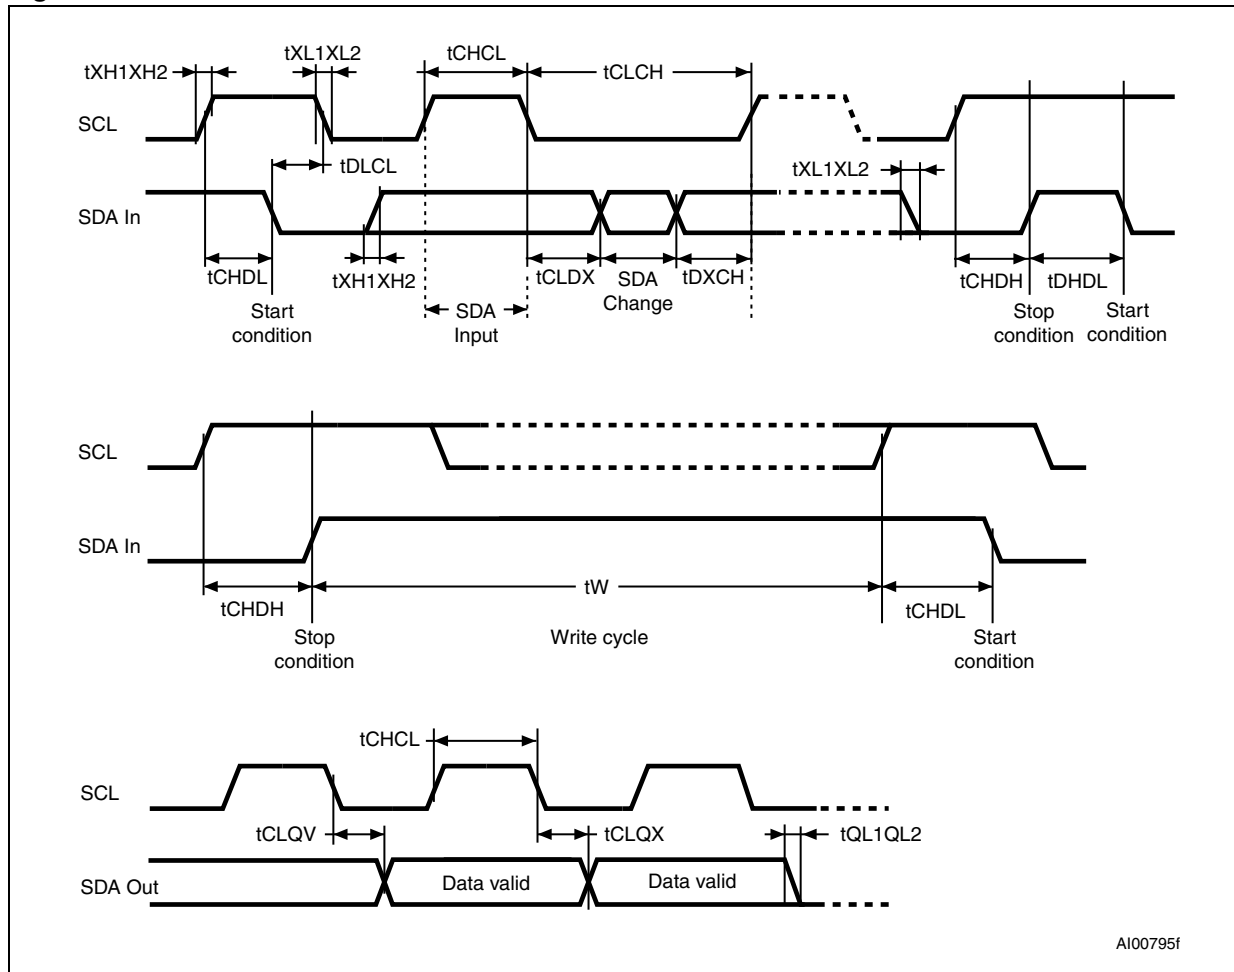 tXH1XH2
tXL1XL2
tCHCL
tCLCH
SCL
tDLCL
tXL1XL2
SDA In
tCHDL
tXH1XH2
tCLDX
SDA
Change
tDXCH
tCHDH
tDHDL
Start
condition
SDA
Input
Stop
condition
Start
condition
SCL
SDA In
tCHDH
tW
tCHDL
Stop
condition
Write cycle
Start
condition
tCHCL
SCL
tCLQV
tCLQX
tQL1QL2
SDA Out
Data valid
Data valid
AI00795f